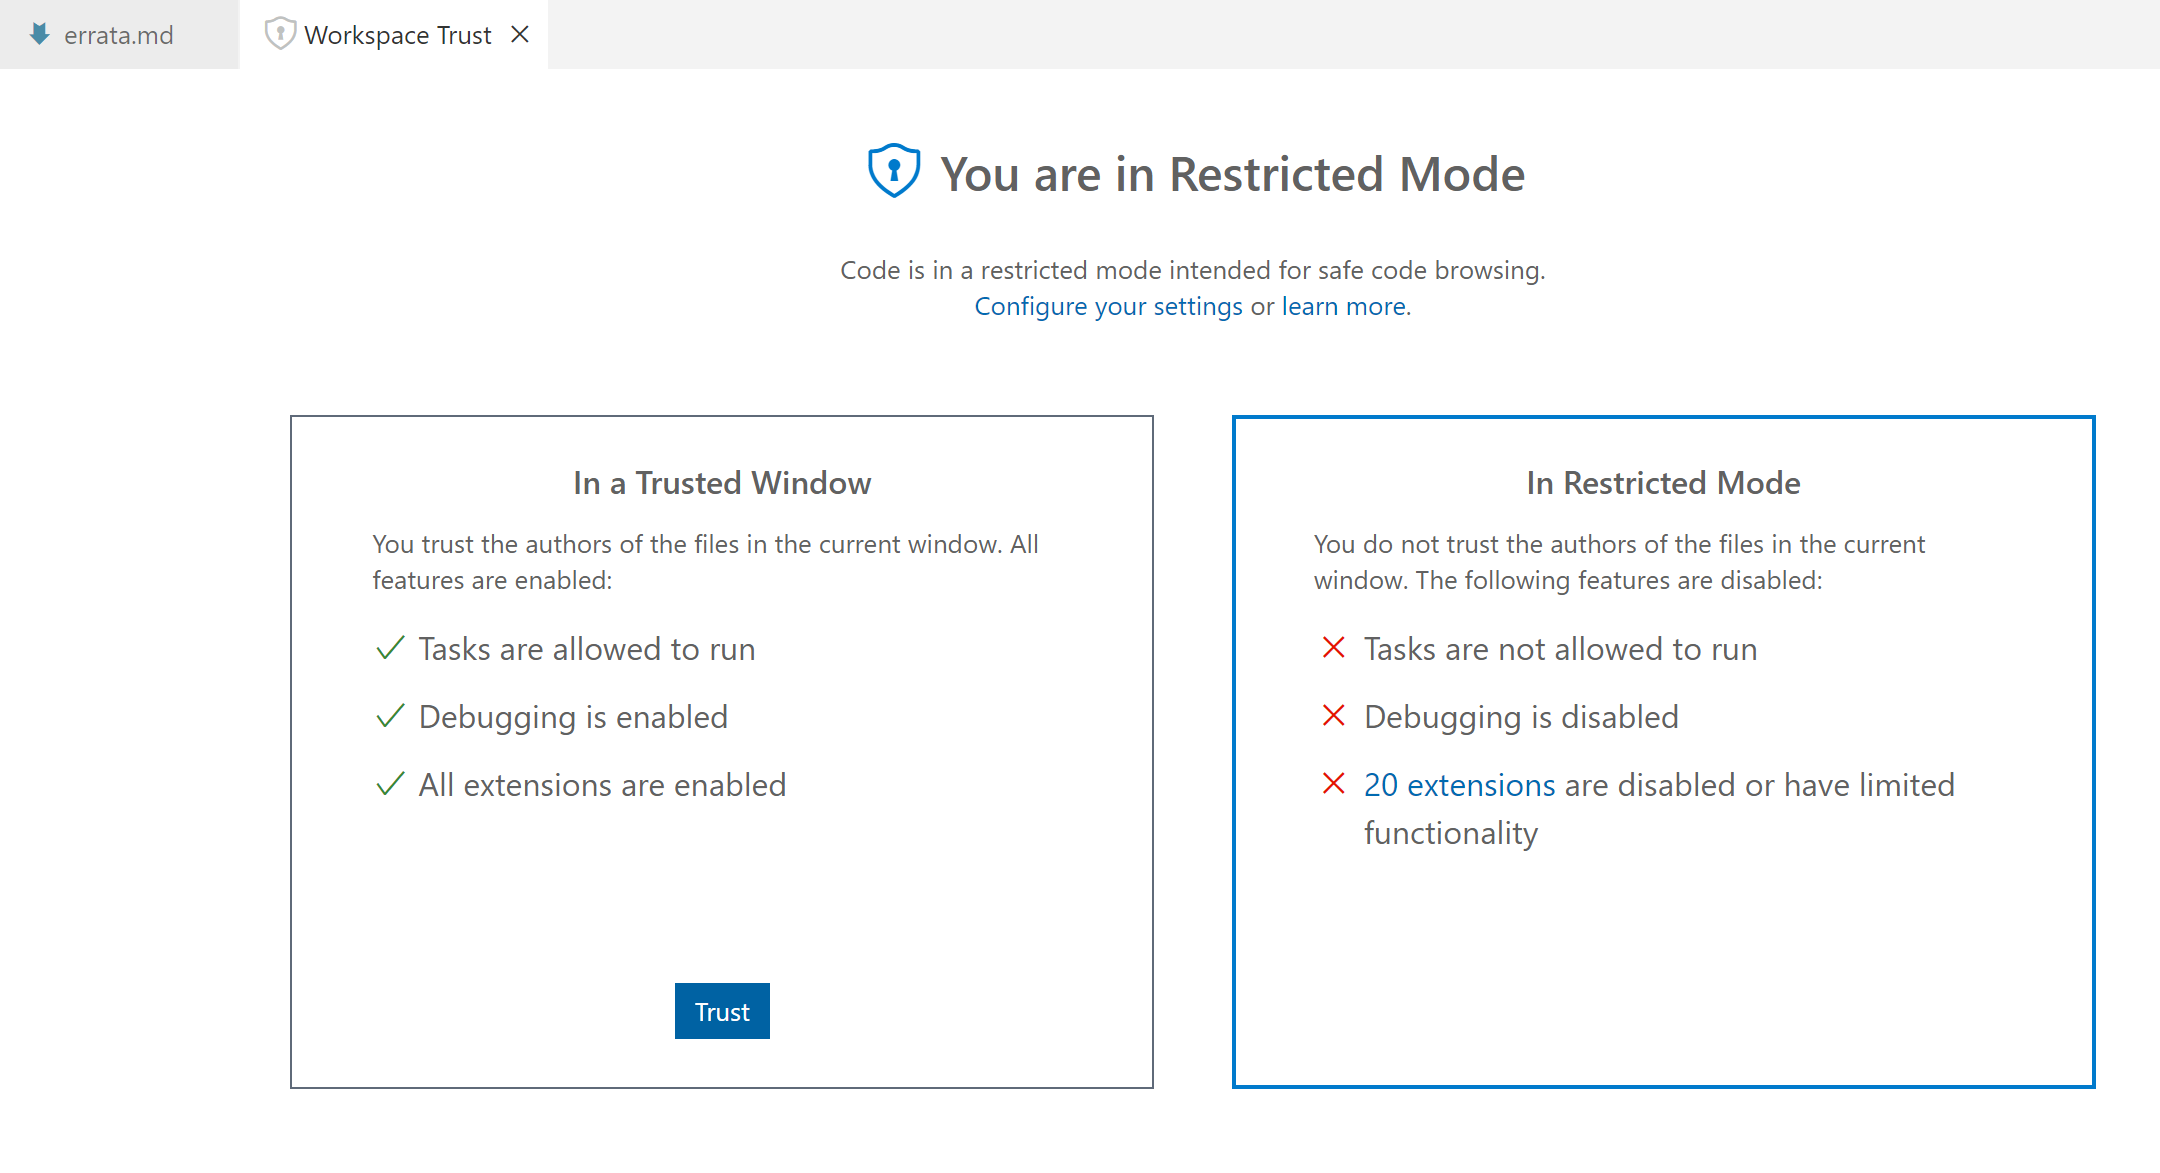 errata.md
Workspace Trust
You are in Restricted Mode
Code is in a restricted mode intended for safe code browsing.
Configure your settings or learn more.
In a Trusted Window
You trust the authors of the files in the current window. All
features are enabled:
Tasks are allowed to run
Debugging is enabled
All extensions are enabled
Trust
In Restricted Mode
You do not trust the authors of the files in the current
window. The following features are disabled:
Tasks are not allowed to run
Debugging is disabled
20 extensions are disabled or have limited
functionality